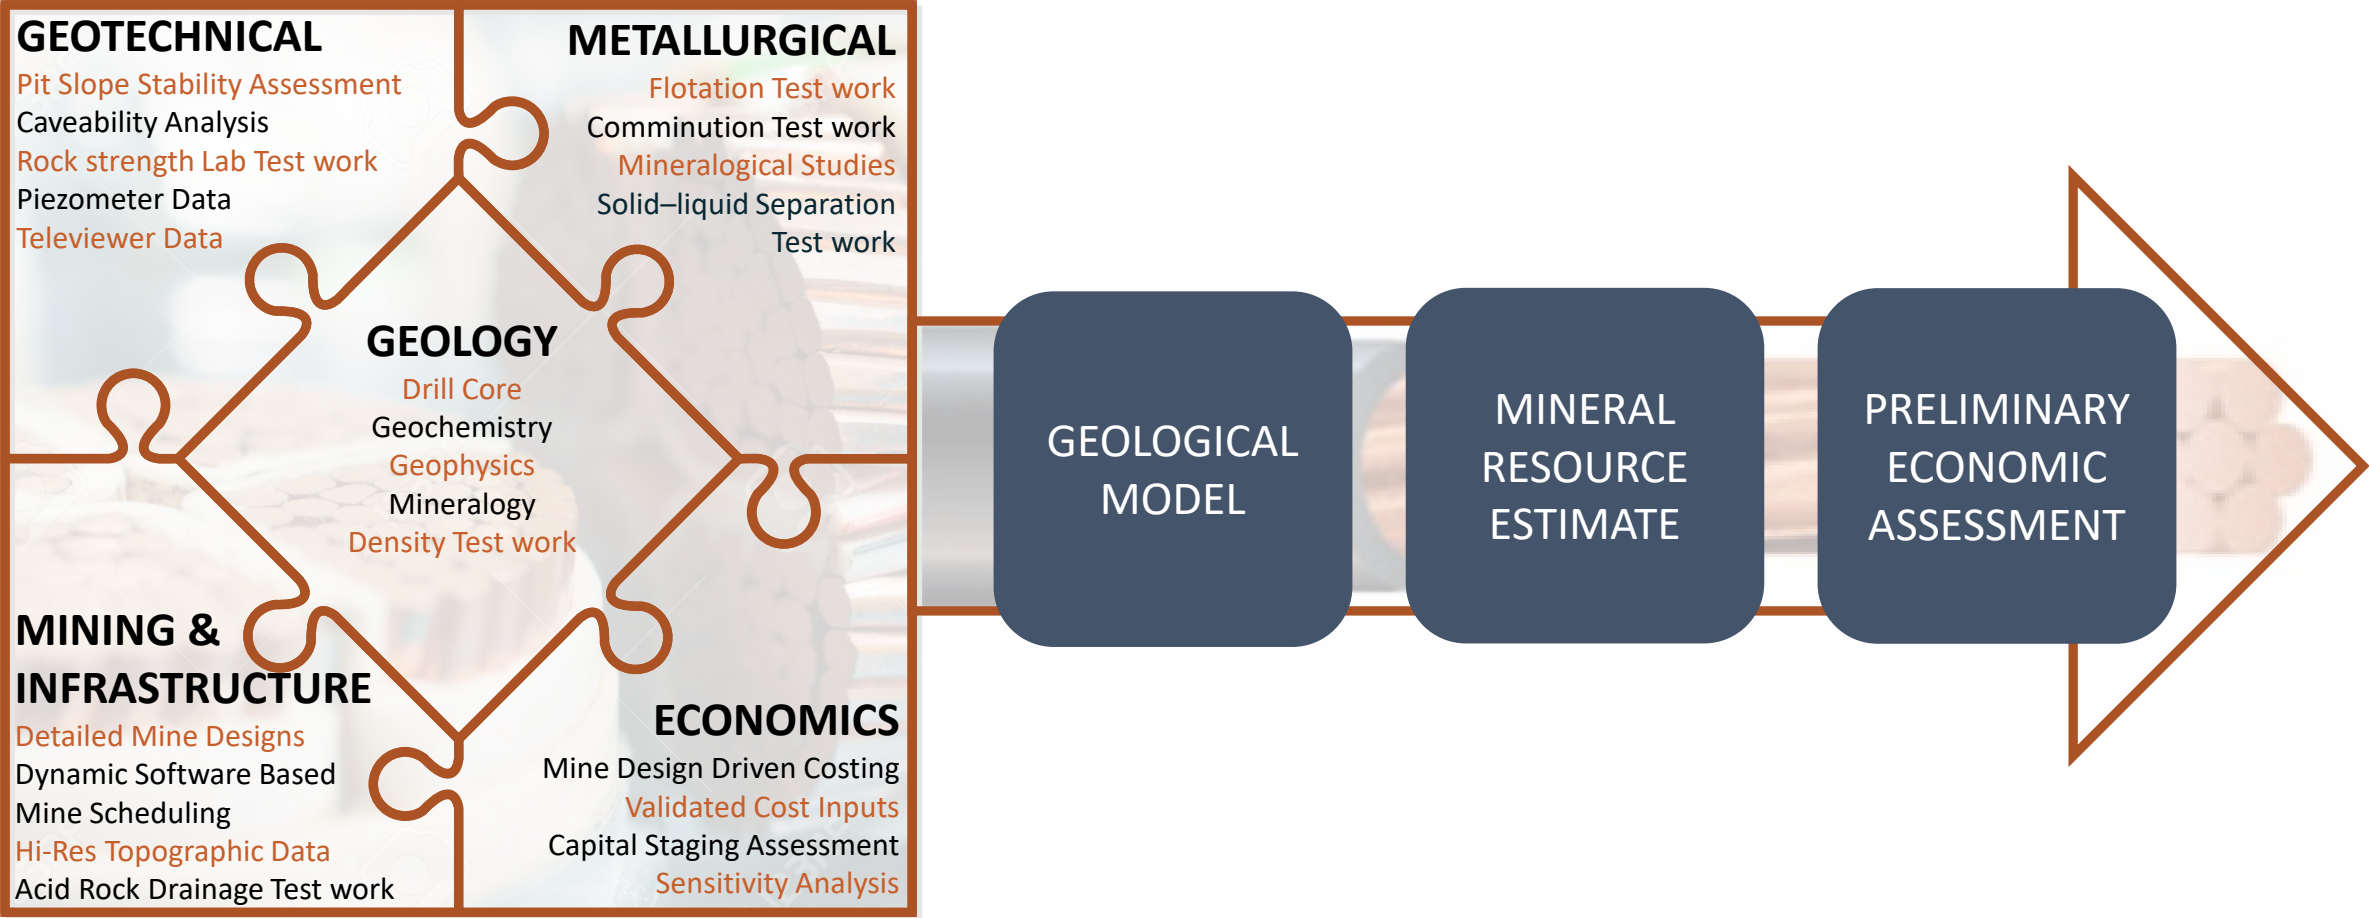 GEOTECHNICAL
Pit Slope Stability Assessment
Caveability Analysis
Rock strength Lab Test work
Piezometer Data
Televiewer Data
METALLURGICAL
Flotation Test work
Comminution Test work
Mineralogical Studies
Solid–liquid Separation
Test work
GEOLOGY
Drill Core
Geochemistry
Geophysics
Mineralogy
Density Test work
MINING &
INFRASTRUCTURE
Detailed Mine Designs
Dynamic Software Based
Mine Scheduling
Hi-Res Topographic Data
Acid Rock Drainage Test work
ECONOMICS
Mine Design Driven Costing
Validated Cost Inputs
Capital Staging Assessment
Sensitivity Analysis
GEOLOGICAL
MODEL
MINERAL
RESOURCE
ESTIMATE
PRELIMINARY
ECONOMIC
ASSESSMENT